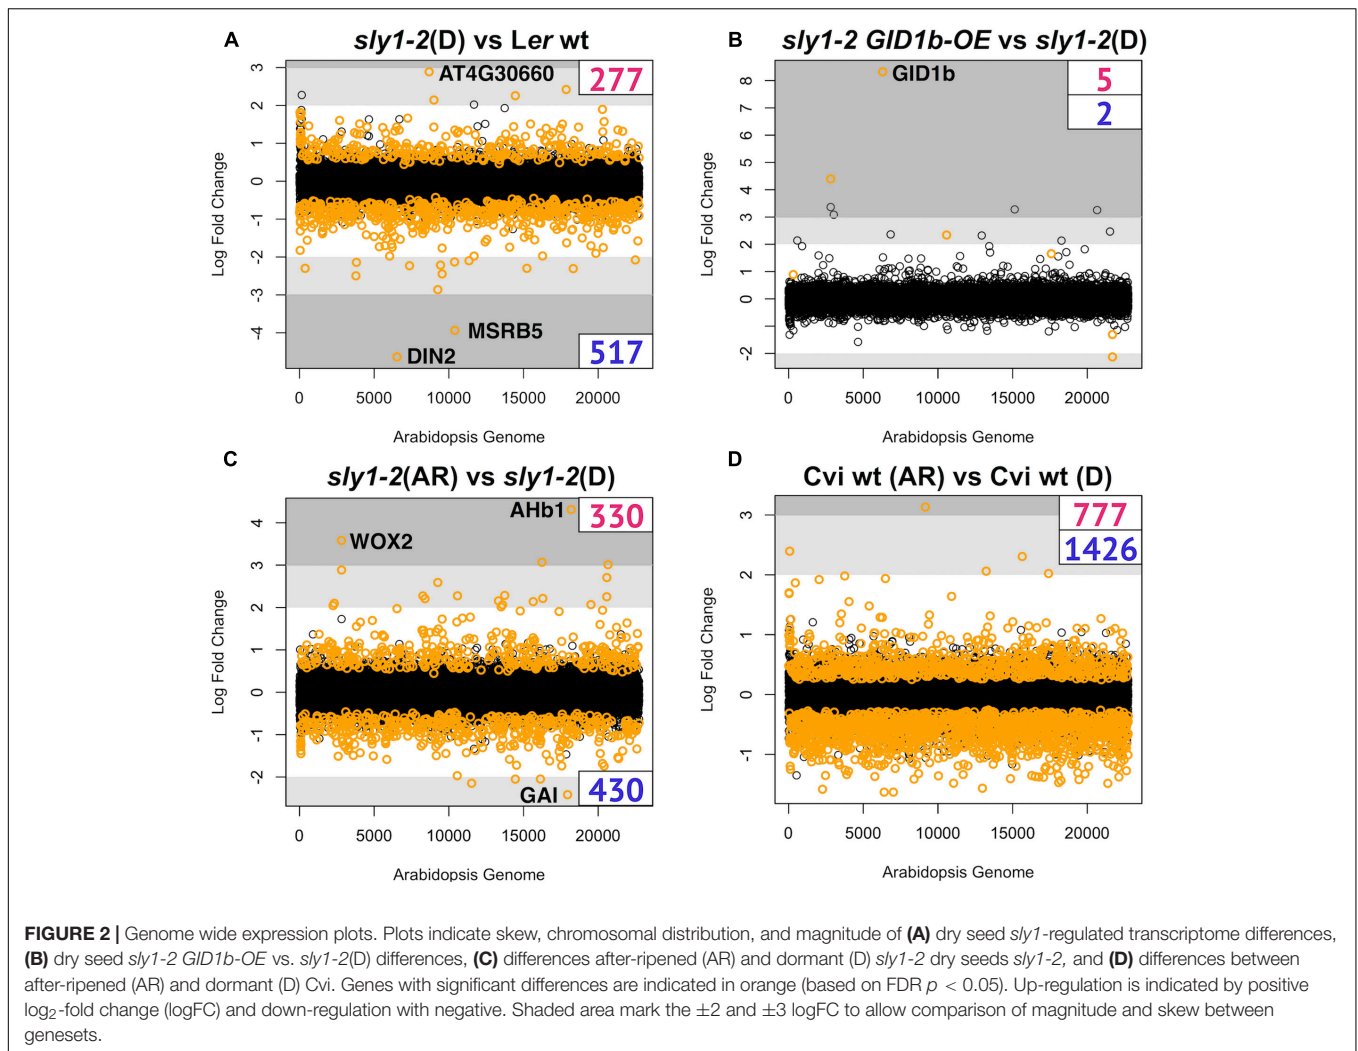 A
sly1-2(D) vs Ler wt
Log Fold Change
3
2
1
0
-1
-2
-3
-4
AT4G30660
277
MSRB5
DIN2
517
0 5000 10000 15000 20000
Arabidopsis Genome
B
sly1-2 GID1b-OE vs sly1-2(D)
Log Fold Change
8
7
6
5
4
3
2
1
0
-2
GID1b
5
2
0 5000 10000 15000 20000
Arabidopsis Genome
C
sly1-2(AR) vs sly1-2(D)
Log Fold Change
4
3
2
1
0
-1
-2
AHb1
330
WOX2
GAI
430
0 5000 10000 15000 20000
Arabidopsis Genome
D
Cvi wt (AR) vs Cvi wt (D)
Log Fold Change
3
2
1
0
-1
777
1426
0 5000 10000 15000 20000
Arabidopsis Genome
FIGURE 2 | Genome wide expression plots. Plots indicate skew, chromosomal distribution, and magnitude of (A) dry seed sly1-regulated transcriptome differences,
(B) dry seed sly1-2 GID1b-OE vs. sly1-2(D) differences, (C) differences after-ripened (AR) and dormant (D) sly1-2 dry seeds sly1-2, and (D) differences between
after-ripened (AR) and dormant (D) Cvi. Genes with significant differences are indicated in orange (based on FDR p < 0.05). Up-regulation is indicated by positive
log₂-fold change (logFC) and down-regulation with negative. Shaded area mark the ±2 and ±3 logFC to allow comparison of magnitude and skew between
genesets.